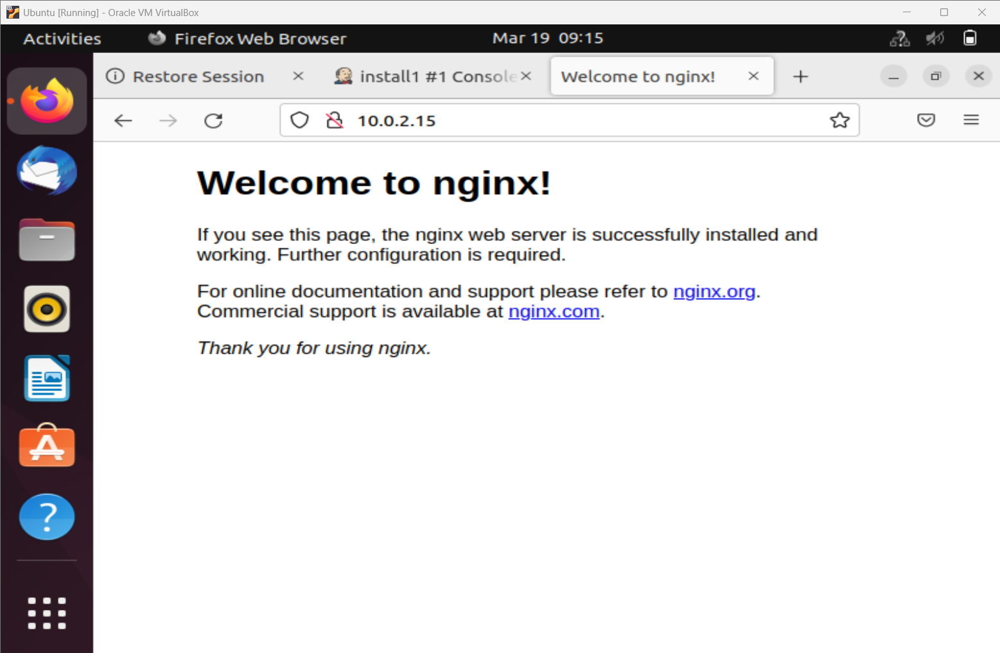 Ubuntu [Running] - Oracle VM VirtualBox
Activities
Firefox Web Browser
Mar 19 09:15
Restore Session
install1 #1 Console
Welcome to nginx!
10.0.2.15
Welcome to nginx!
If you see this page, the nginx web server is successfully installed and
working. Further configuration is required.
For online documentation and support please refer to nginx.org.
Commercial support is available at nginx.com.
Thank you for using nginx.